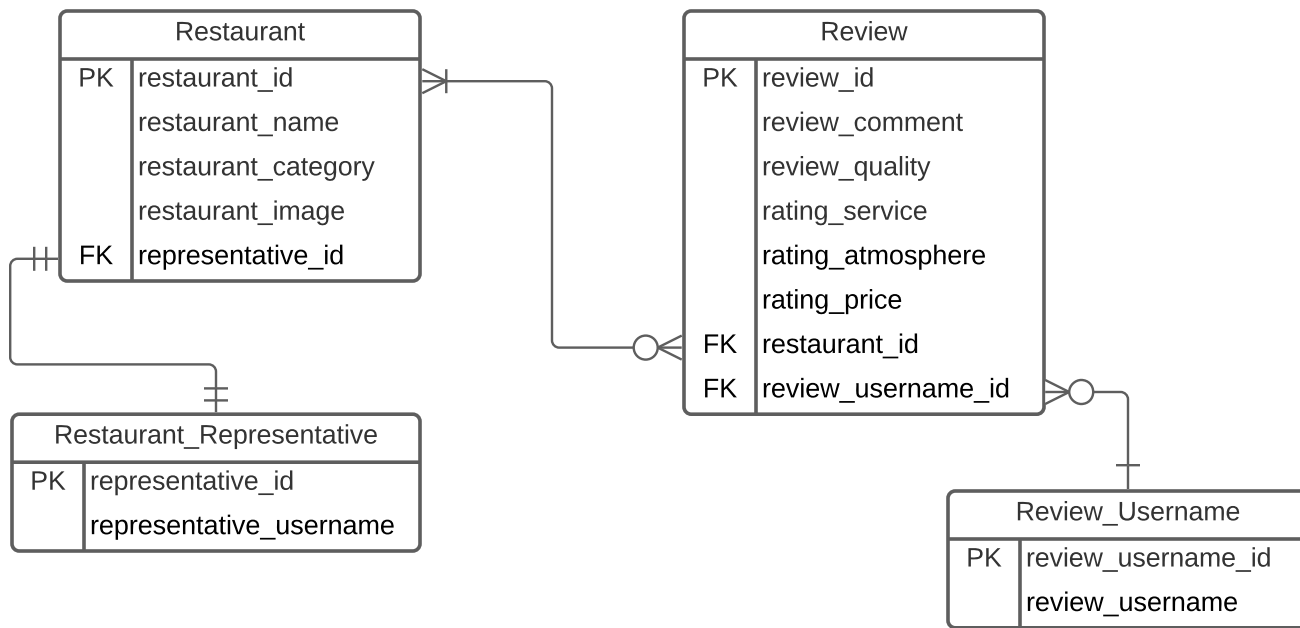 Restaurant
PK restaurant_id
restaurant_name
restaurant_category
restaurant_image
FK representative_id
Review
PK review_id
review_comment
review_quality
rating_service
rating_atmosphere
rating_price
FK restaurant_id
FK review_username_id
Restaurant_Representative
PK representative_id
representative_username
Review_Username
PK review_username_id
review_username